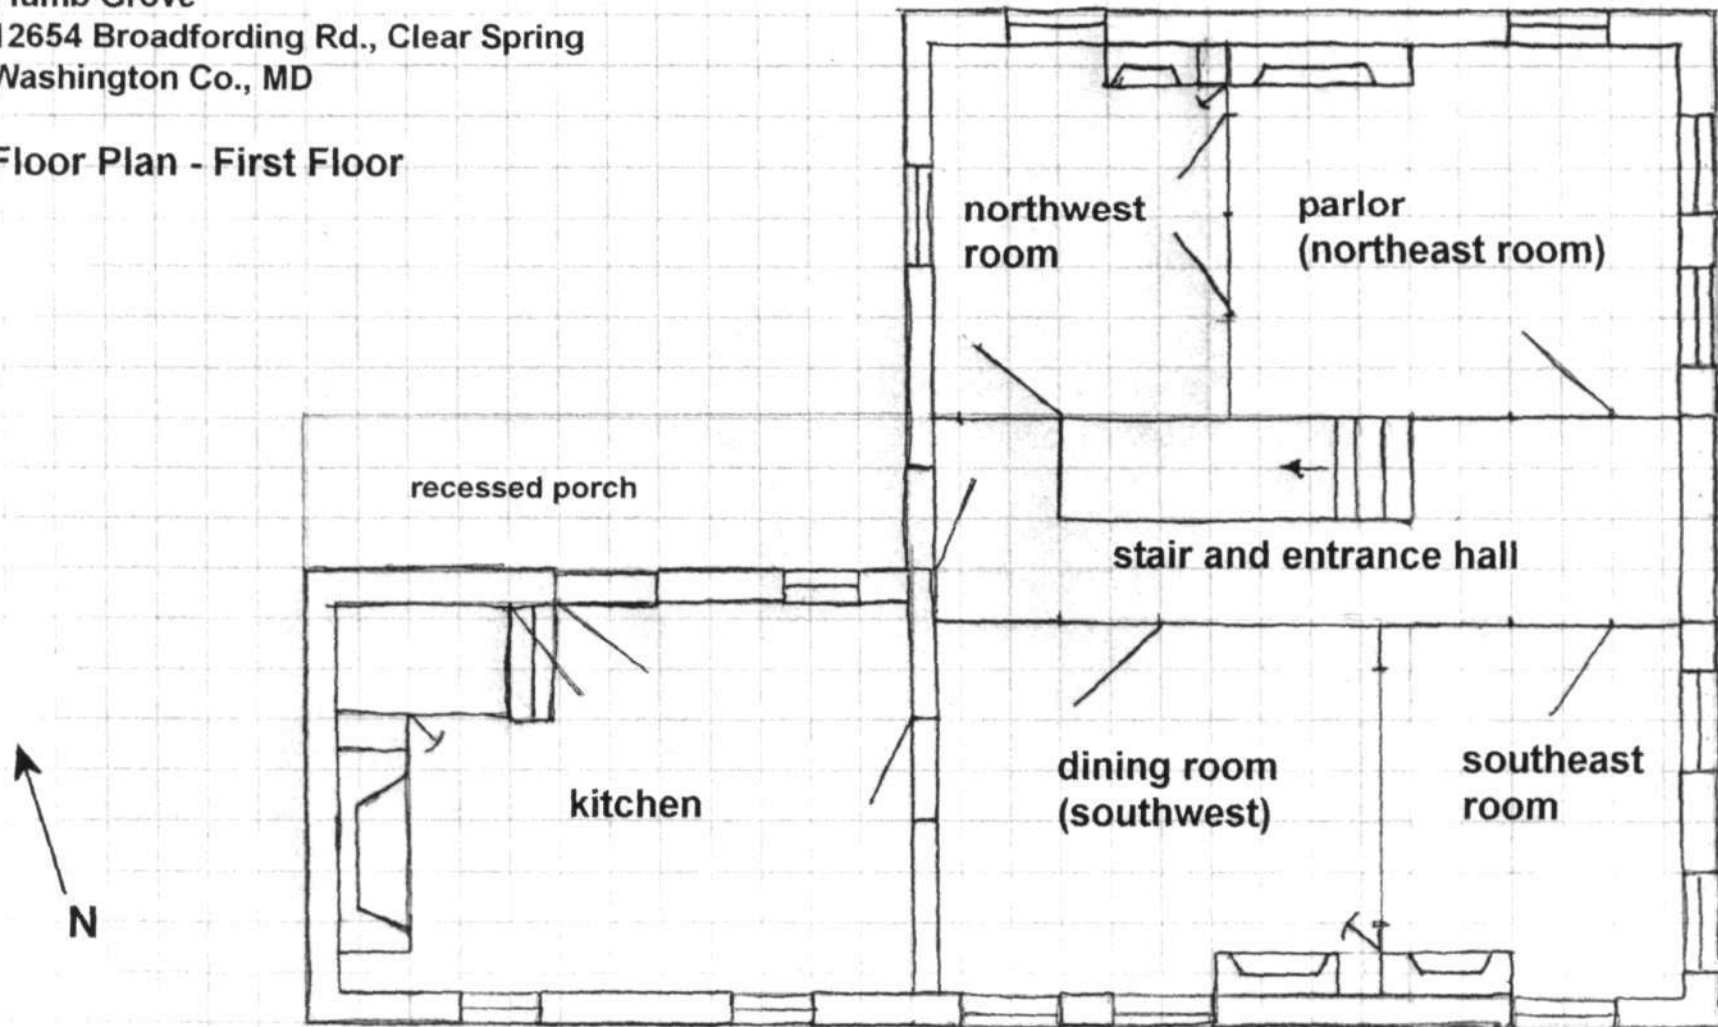 12654 Broadfording Rd., Clear Spring
Washington Co., MD
Floor Plan - First Floor
northwest
room
parlor
(northeast room)
recessed porch
stair and entrance hall
kitchen
dining room
(southwest)
southeast
room
N